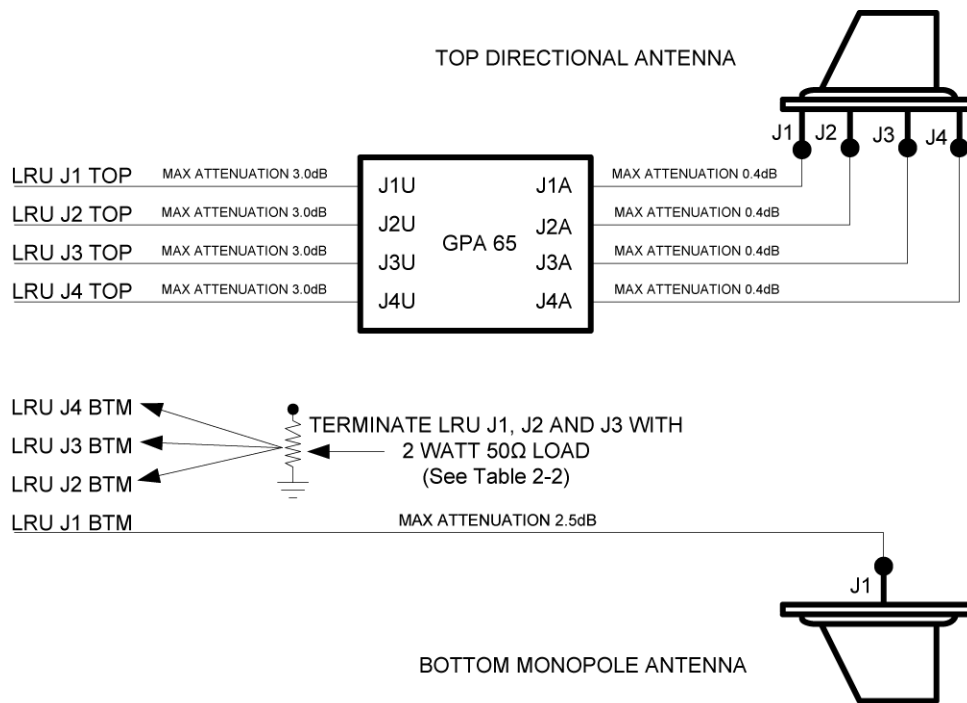 TOP DIRECTIONAL ANTENNA
J1 J2 J3 J4
LRU J1 TOP MAX ATTENUATION 3.0dB J1U J1A MAX ATTENUATION 0.4dB
LRU J2 TOP MAX ATTENUATION 3.0dB J2U J2A MAX ATTENUATION 0.4dB
GPA 65
LRU J3 TOP MAX ATTENUATION 3.0dB J3U J3A MAX ATTENUATION 0.4dB
LRU J4 TOP MAX ATTENUATION 3.0dB J4U J4A MAX ATTENUATION 0.4dB
LRU J4 BTM
LRU J3 BTM
LRU J2 BTM
TERMINATE LRU J1, J2 AND J3 WITH
2 WATT 50Ω LOAD
(See Table 2-2)
LRU J1 BTM MAX ATTENUATION 2.5dB
J1
BOTTOM MONOPOLE ANTENNA